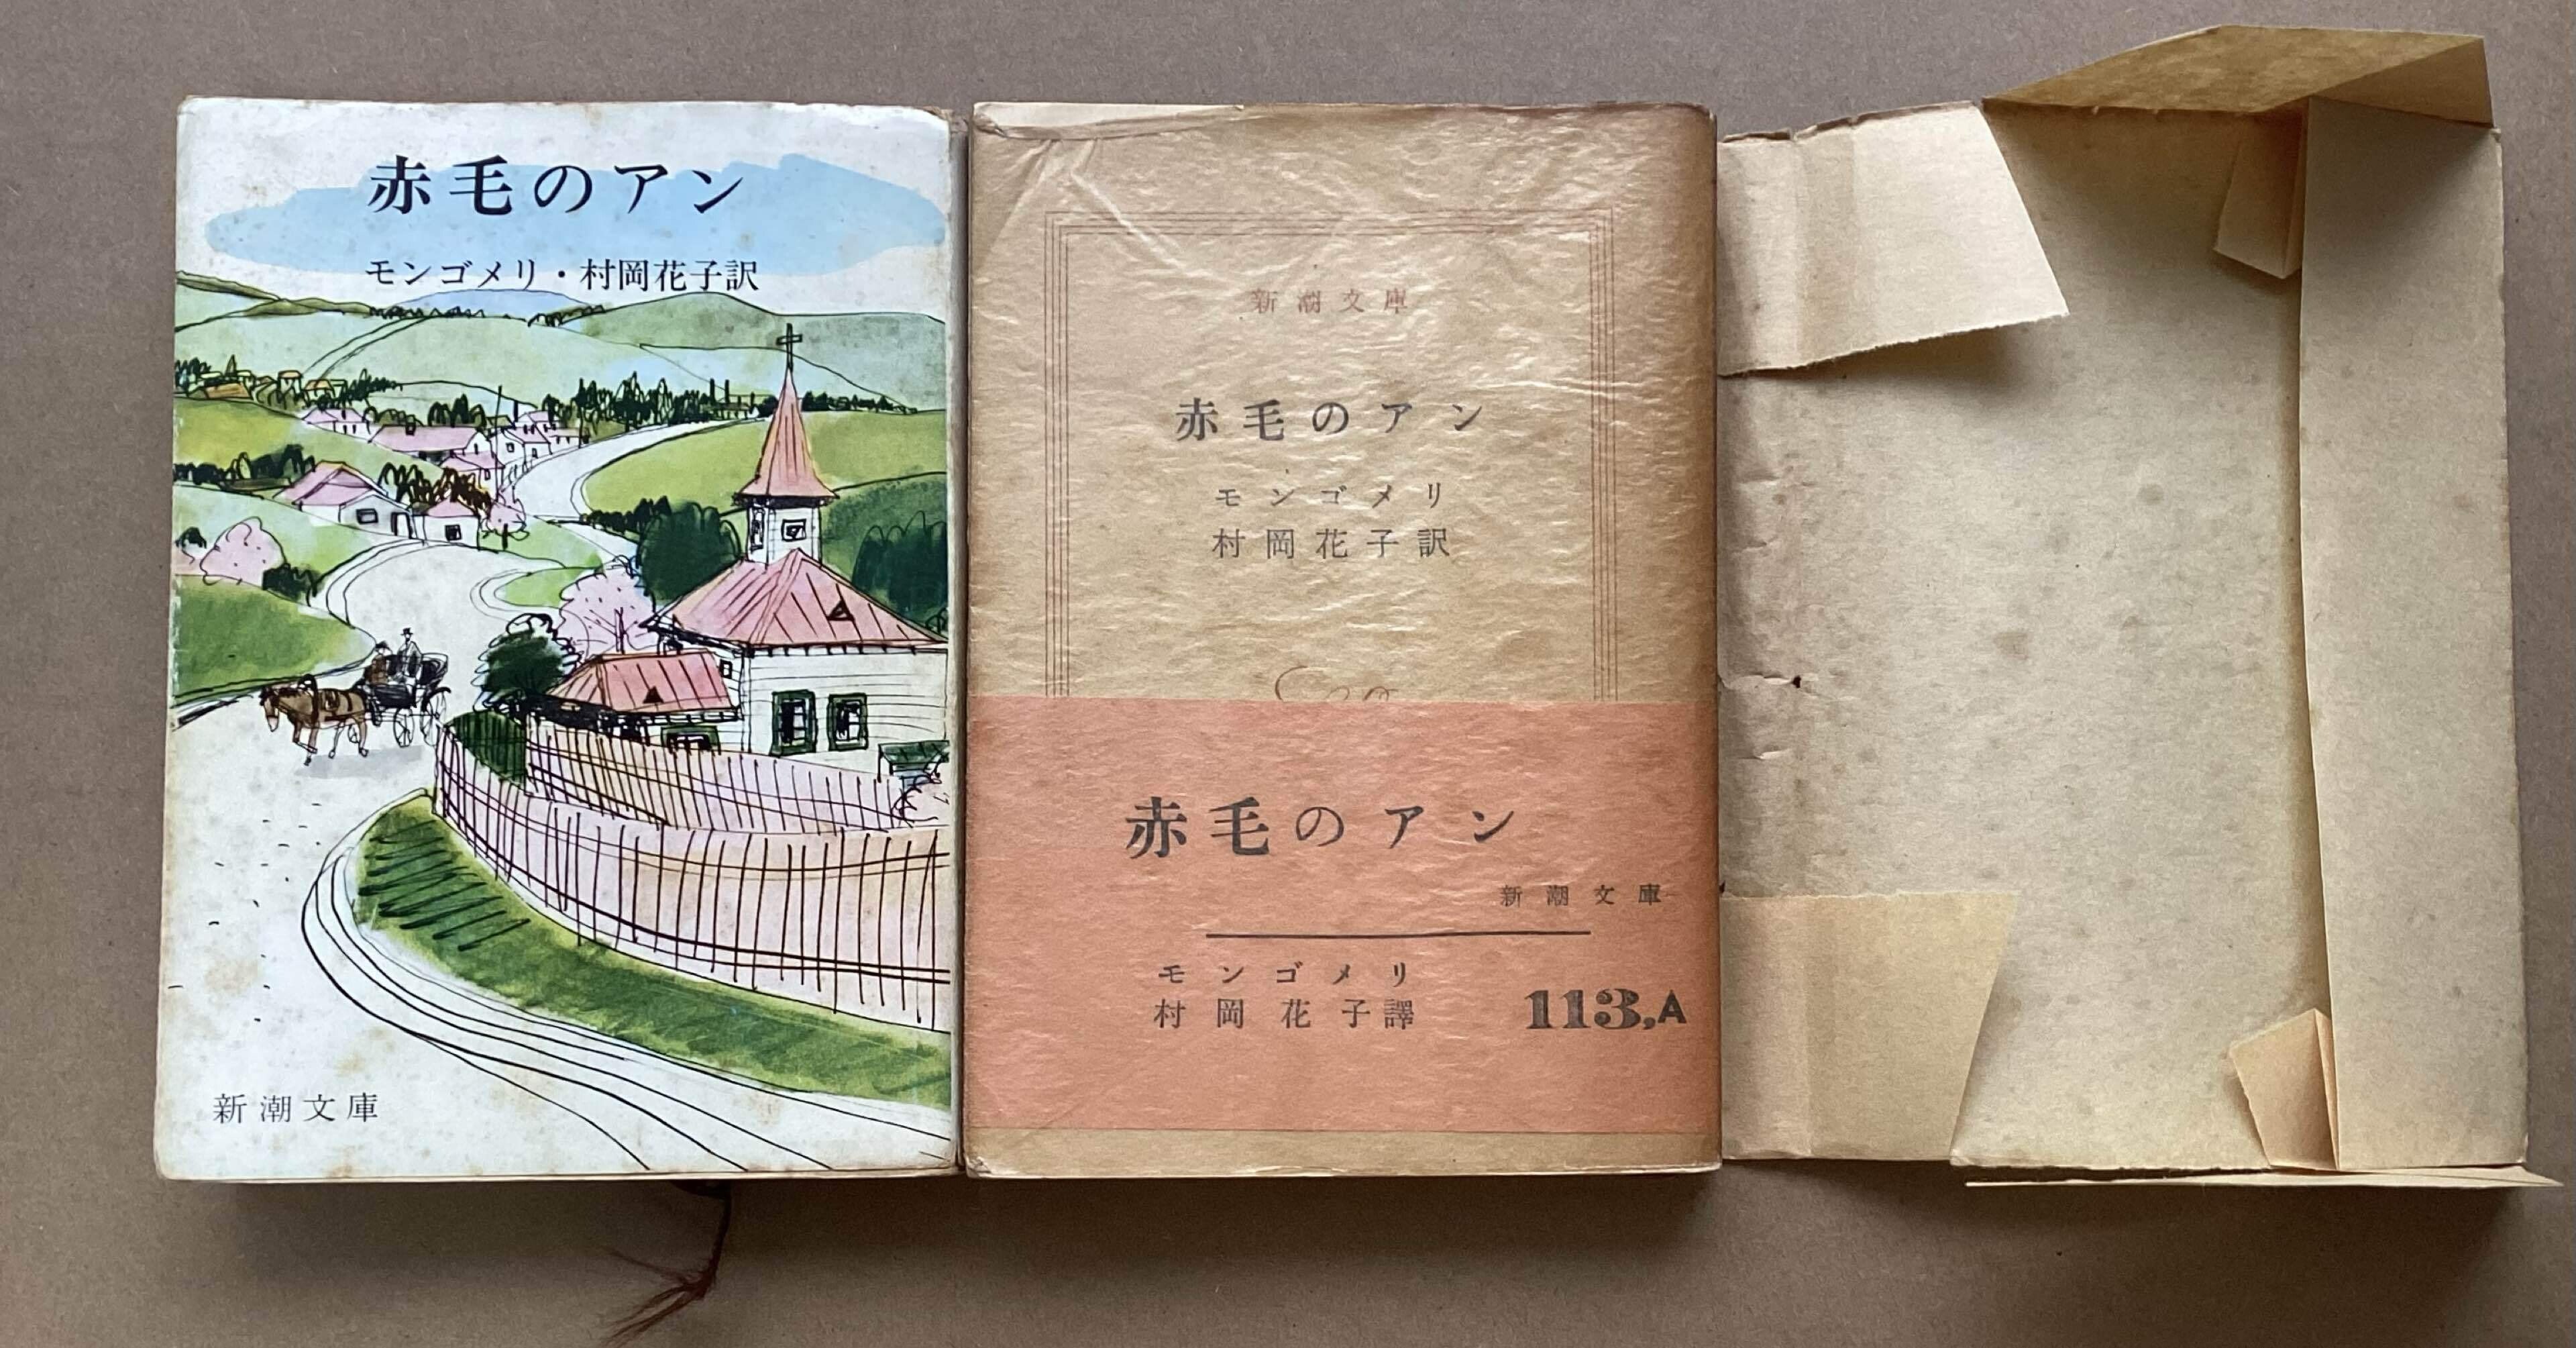 赤毛のアン
モンゴメリ・村岡花子訳
新潮文庫
新潮文庫
赤毛のアン
モンゴメリ
村岡花子訳
赤毛のアン
新潮文庫
モンゴメリ
村岡花子譯
113,A